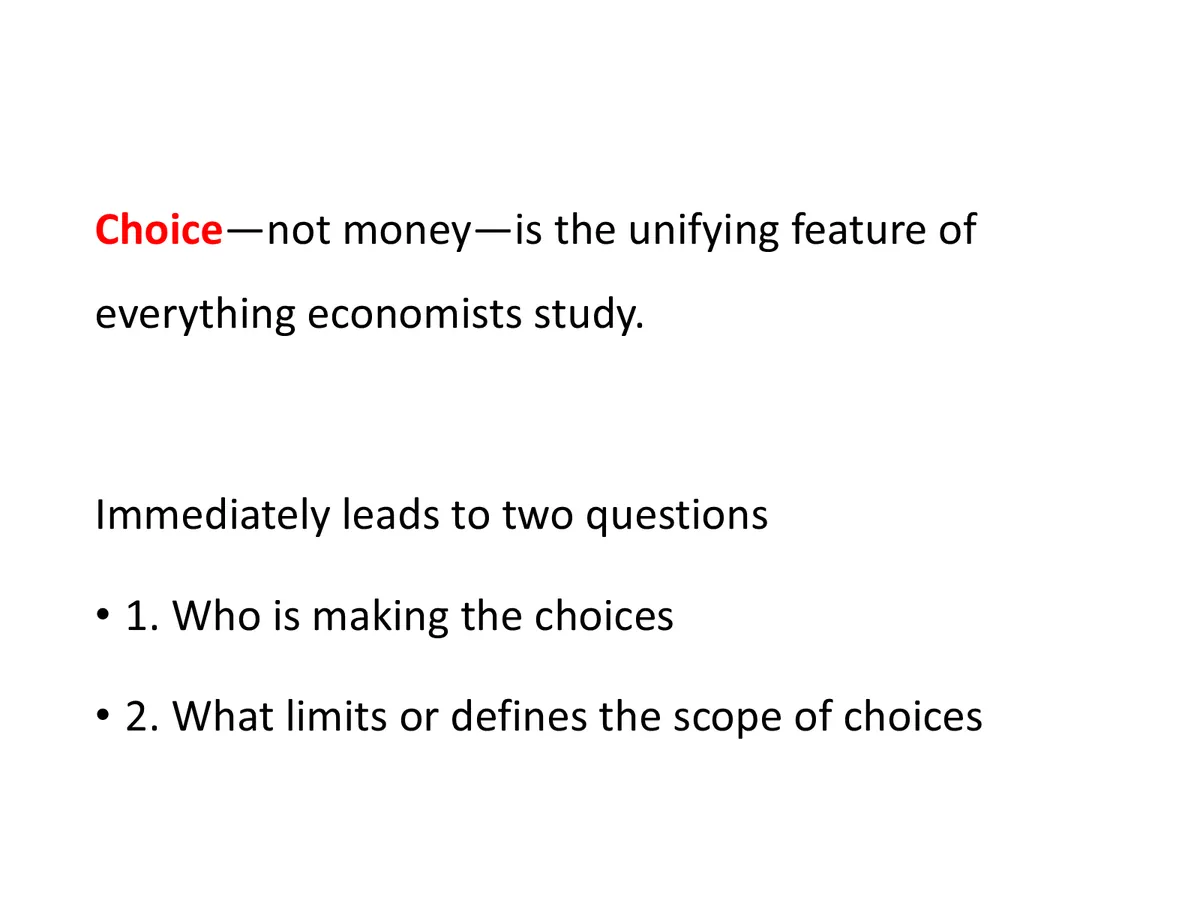 Choice—not money—is the unifying feature of
everything economists study.
Immediately leads to two questions
• 1. Who is making the choices
• 2. What limits or defines the scope of choices